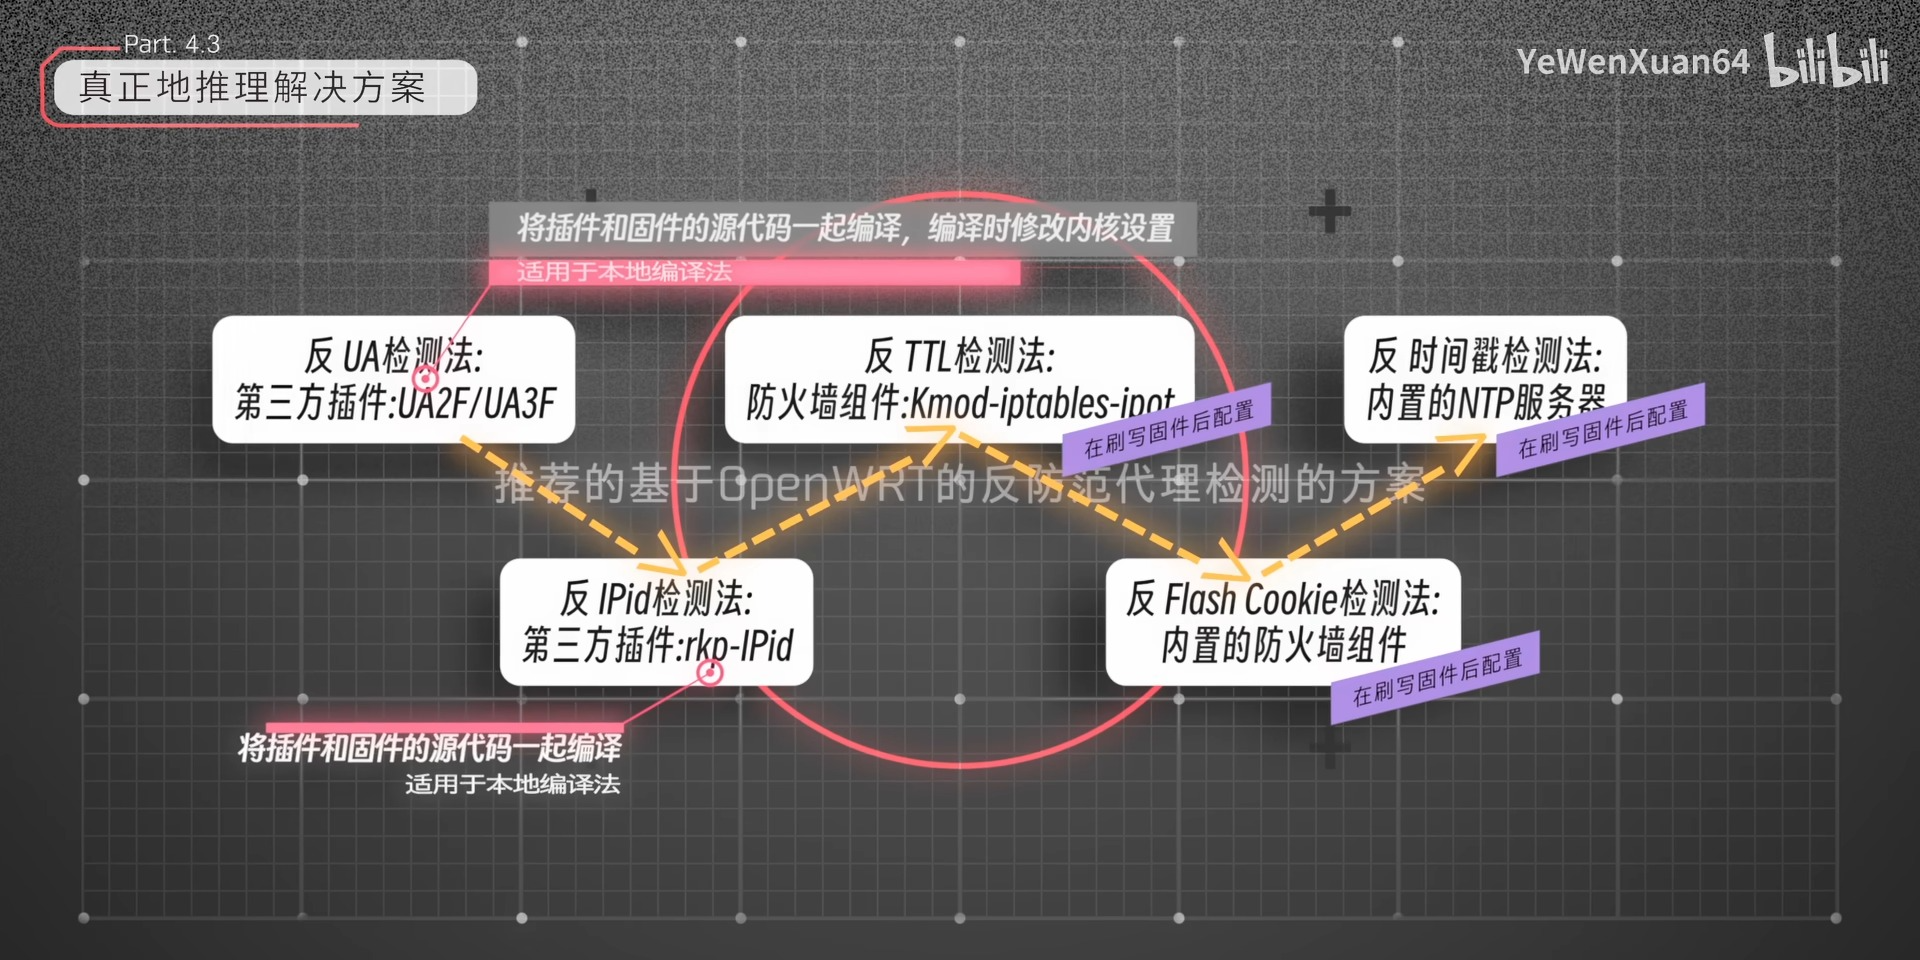 Part. 4.3
真正地推理解决方案
YeWenXuan64 bilibili
将插件和固件的源代码一起编译，编译时修改内核设置
适用于本地编译法
反 UA检测法:
第三方插件:UA2F/UA3F
反 TTL检测法:
防火墙组件:Kmod-iptables-ipot
在刷写固件后配置
反 时间戳检测法:
内置的NTP服务器
在刷写固件后配置
推荐的基于OpenWRT的反防范代理检测的方案
反 IPid检测法:
第三方插件:rkp-IPid
反 Flash Cookie检测法:
内置的防火墙组件
在刷写固件后配置
将插件和固件的源代码一起编译
适用于本地编译法